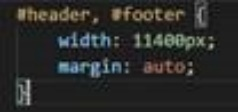 #header, #footer {
width: 11400px;
margin: auto;
}